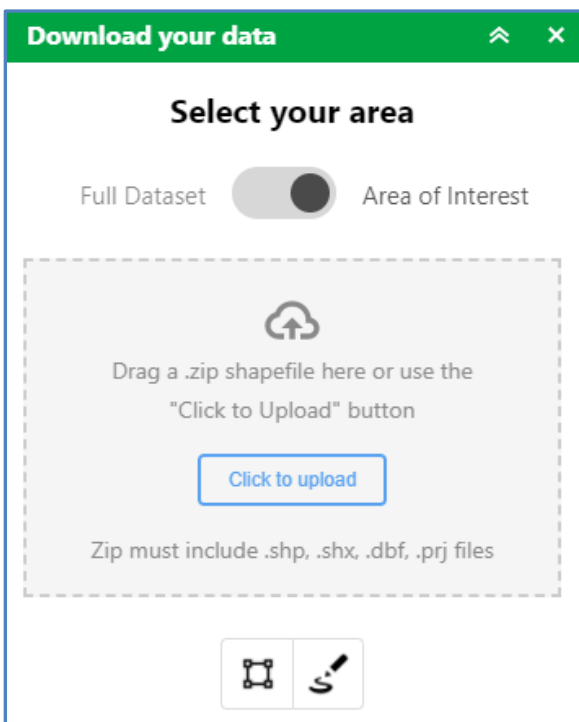 Download your data
Select your area
Full Dataset Area of Interest
Drag a .zip shapefile here or use the
"Click to Upload" button
Click to upload
Zip must include .shp, .shx, .dbf, .prj files